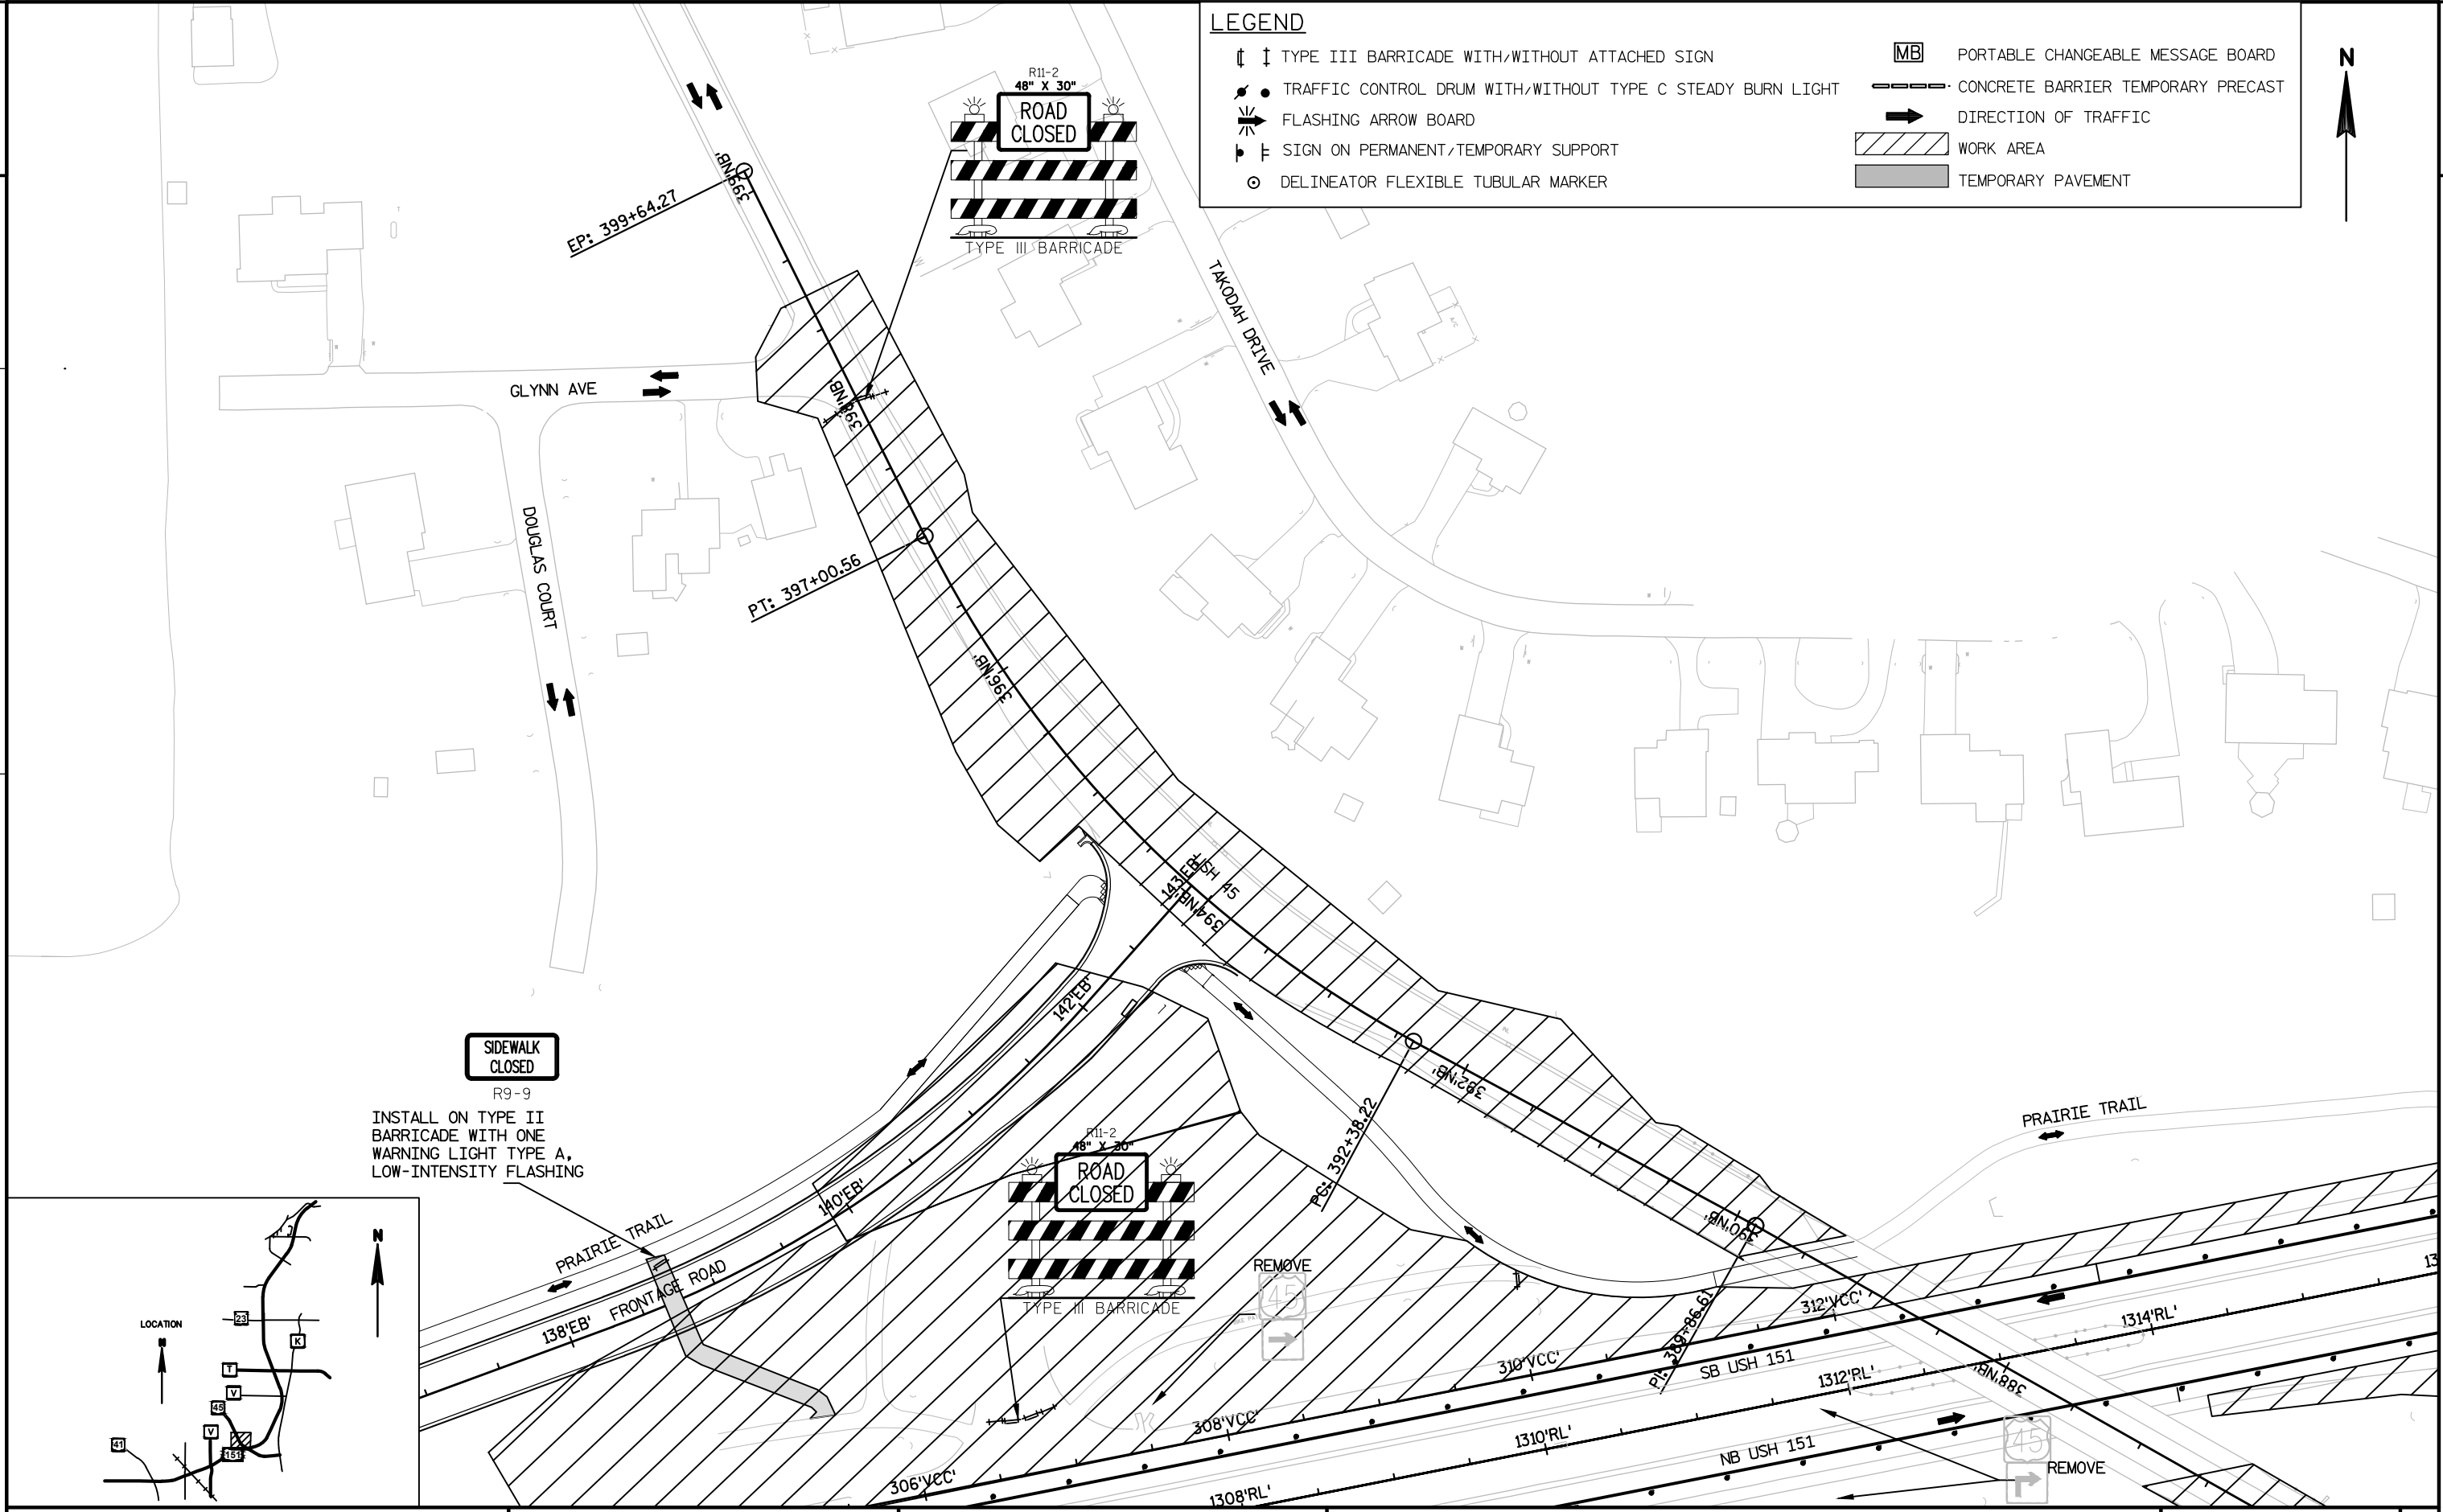 LEGEND
TYPE III BARRICADE WITH/WITHOUT ATTACHED SIGN
TRAFFIC CONTROL DRUM WITH/WITHOUT TYPE C STEADY BURN LIGHT
FLASHING ARROW BOARD
SIGN ON PERMANENT/TEMPORARY SUPPORT
DELINEATOR FLEXIBLE TUBULAR MARKER
MB PORTABLE CHANGEABLE MESSAGE BOARD
CONCRETE BARRIER TEMPORARY PRECAST
DIRECTION OF TRAFFIC
WORK AREA
TEMPORARY PAVEMENT
N
R11-2
48" X 30"
ROAD
CLOSED
TYPE III BARRICADE
399'NB'
EP: 399+64.27
TAKODAH DRIVE
GLYNN AVE
398'NB'
DOUGLAS COURT
PT: 397+00.56
396'NB'
USH 45
143'EB'
394'NB'
142'EB'
SIDEWALK
CLOSED
R9-9
INSTALL ON TYPE II
BARRICADE WITH ONE
WARNING LIGHT TYPE A,
LOW-INTENSITY FLASHING
392'NB'
PC: 392+38.22
PRAIRIE TRAIL
R11-2
48" X 30"
ROAD
CLOSED
TYPE III BARRICADE
140'EB'
390'NB'
PRAIRIE TRAIL
FRONTAGE ROAD
138'EB'
REMOVE
45
PI: 389+86.61
312'VCC'
1314'RL'
13
310'VCC'
SB USH 151
1312'RL'
388'NB'
308'VCC'
1310'RL'
NB USH 151
45
REMOVE
306'VCC'
1308'RL'
LOCATION
N
N
23
K
T
V
45
V
41
151